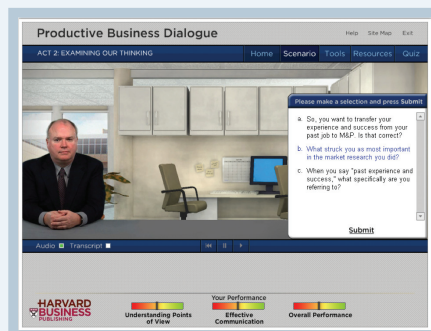 Productive Business Dialogue
Help Site Map Exit
ACT 2: EXAMINING OUR THINKING
Home Scenario Tools Resources Quiz
Please make a selection and press Submit
a. So, you want to transfer your
experience and success from your
past job to M&P. Is that correct?
b. What struck you as most important
in the market research you did?
c. When you say "past experience and
success," what specifically are you
referring to?
Submit
Audio Transcript
HARVARD
BUSINESS
PUBLISHING
Your Performance
Understanding Points
of View
Effective
Communication
Overall Performance